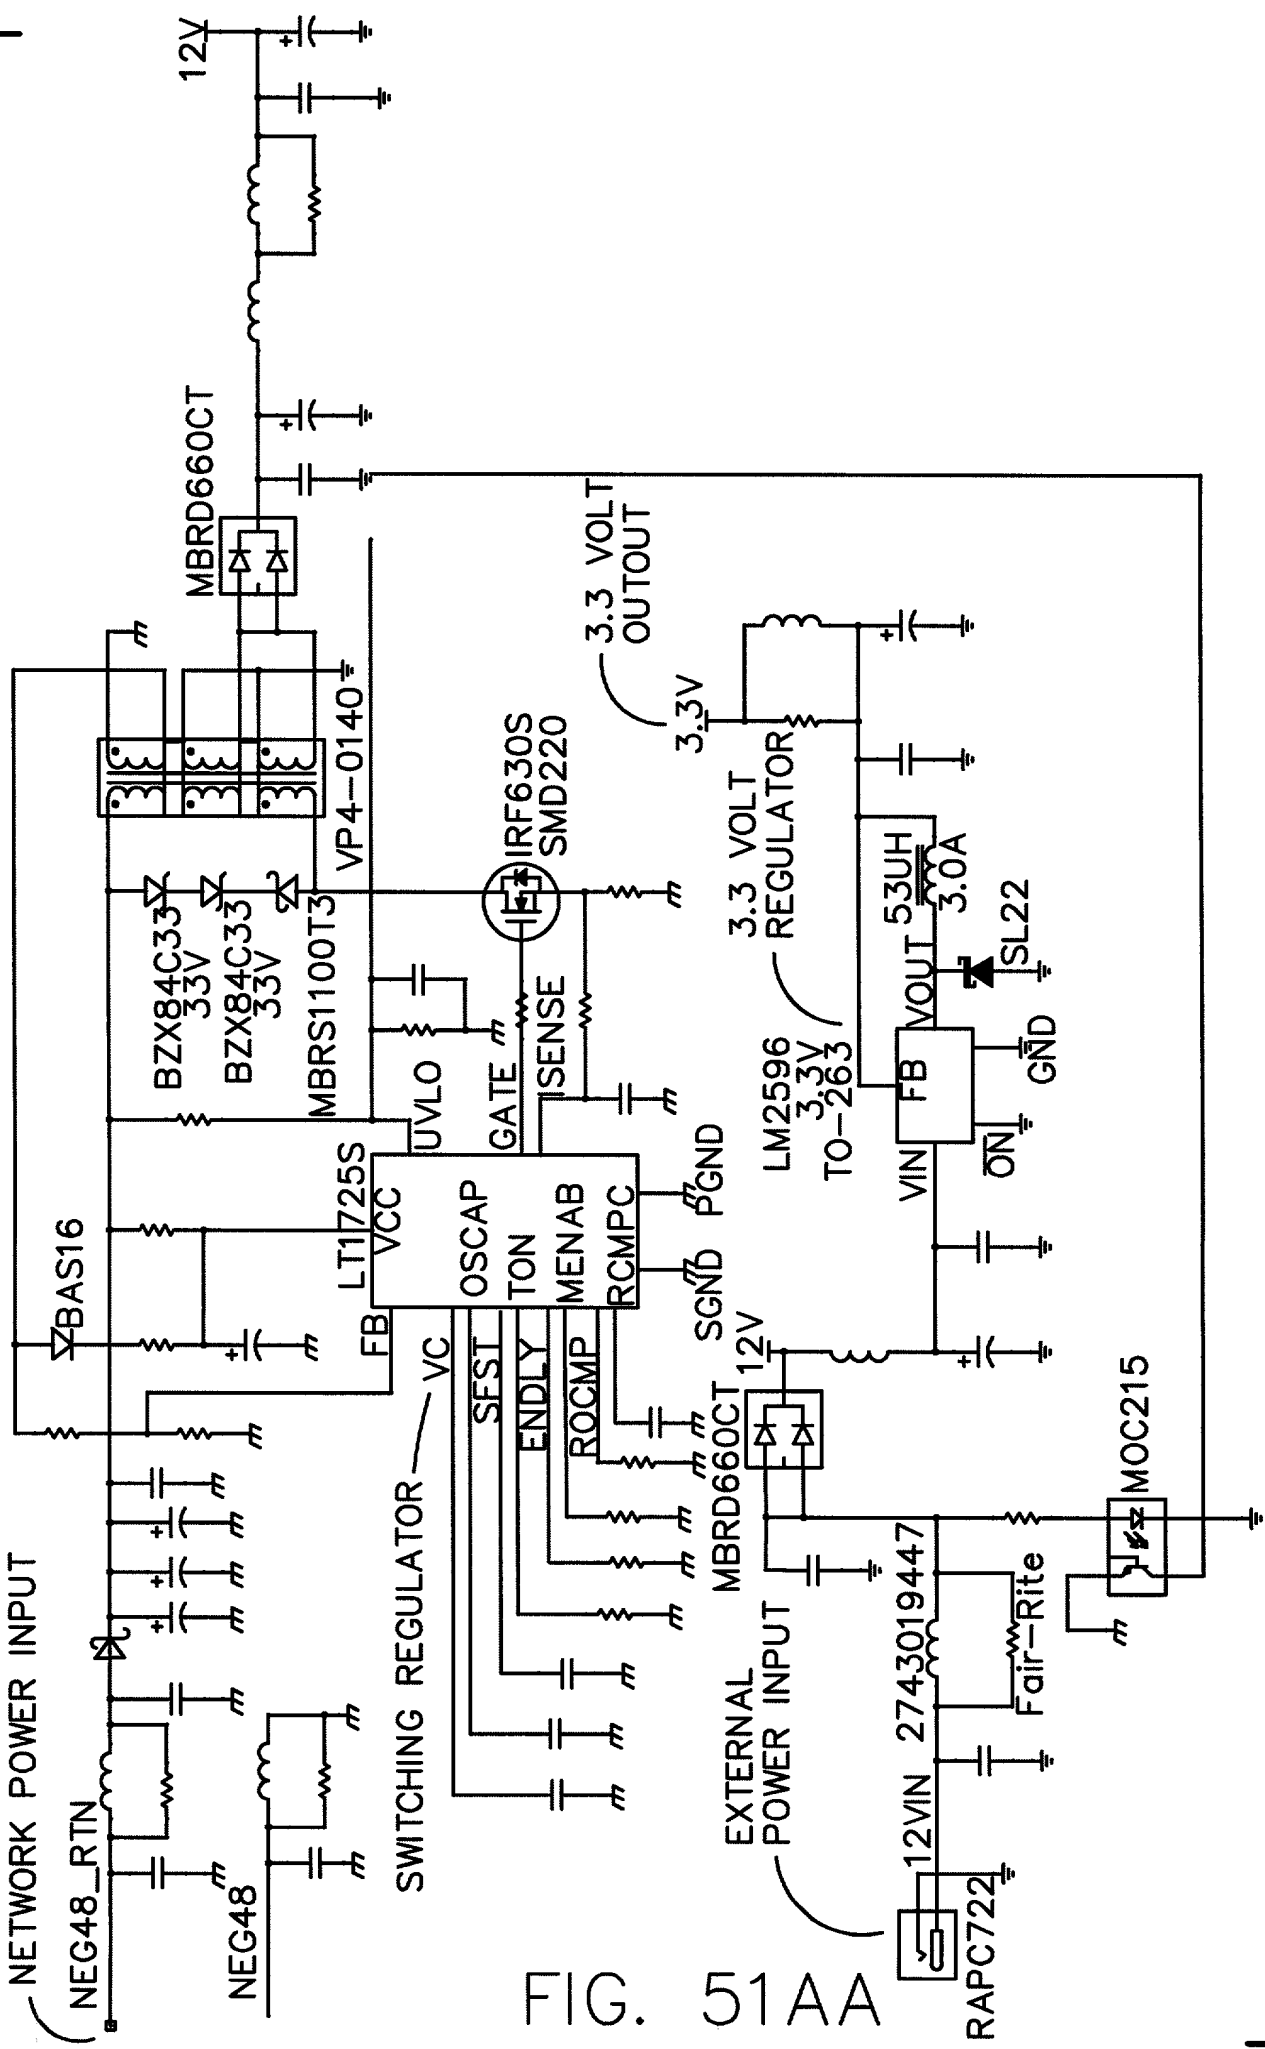 NETWORK POWER INPUT
NEG48_RTN
NEG48
BAS16
BZX84C33
33V
BZX84C33
33V
MBRS1100T3
VP4-0140
MBRD660CT
12V
SWITCHING REGULATOR
LT1725S
VCC
FB
UVLO
VC
OSCAP
SFST
TON
GATE
ENDLY
MENAB
ISENSE
ROCMP
RCMPC
SGND
PGND
IRF630S
SMD220
3.3 VOLT
OUTOUT
3.3V
3.3 VOLT
REGULATOR
LM2596
3.3V
TO-263
FB
VIN
VOUT
ON
GND
53UH
3.0A
SL22
12V
MBRD660CT
EXTERNAL
POWER INPUT
12VIN
2743019447
Fair-Rite
RAPC722
MOC215
FIG. 51AA